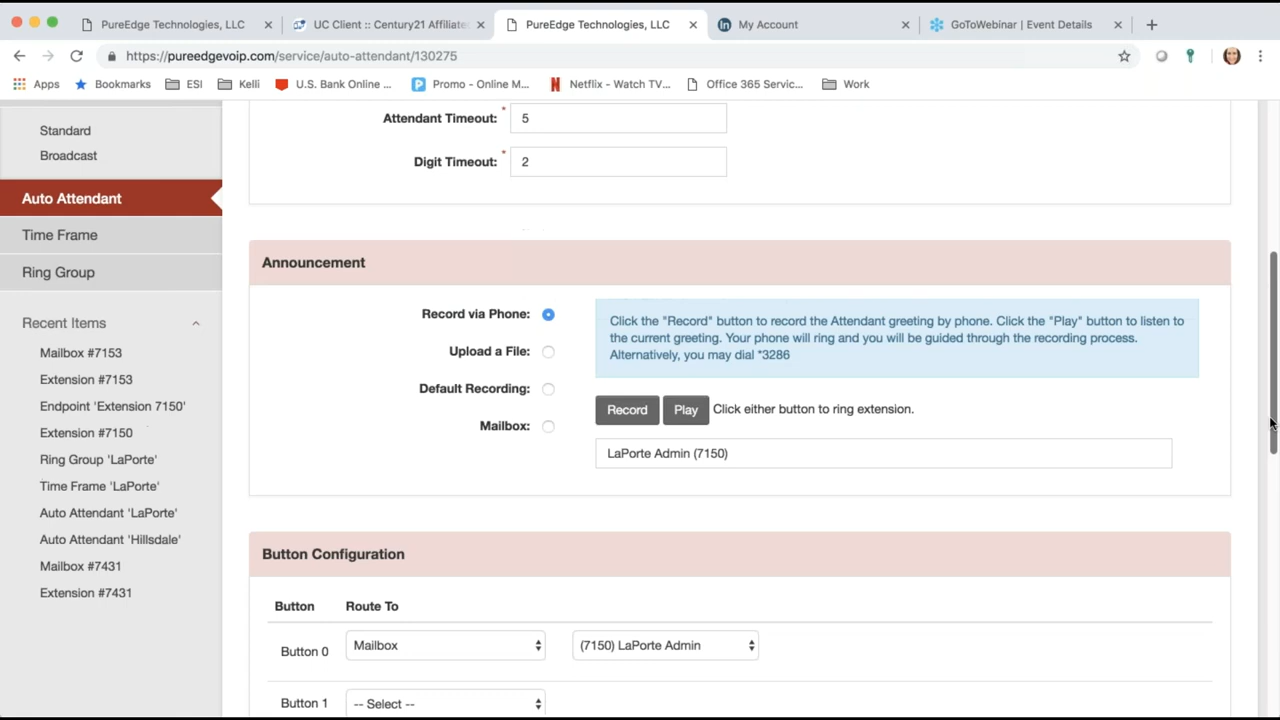 PureEdge Technologies, LLC
UC Client :: Century21 Affiliate
PureEdge Technologies, LLC
My Account
GoToWebinar | Event Details
https://pureedgevoip.com/service/auto-attendant/130275
Apps
Bookmarks
ESI
Kelli
U.S. Bank Online ...
Promo - Online M...
Netflix - Watch TV...
Office 365 Servic...
Work
Standard
Broadcast
Auto Attendant
Time Frame
Ring Group
Recent Items
Mailbox #7153
Extension #7153
Endpoint 'Extension 7150'
Extension #7150
Ring Group 'LaPorte'
Time Frame 'LaPorte'
Auto Attendant 'LaPorte'
Auto Attendant 'Hillsdale'
Mailbox #7431
Extension #7431
Attendant Timeout: * 5
Digit Timeout: * 2
Announcement
Record via Phone:
Upload a File:
Default Recording:
Mailbox:
Click the "Record" button to record the Attendant greeting by phone. Click the "Play" button to listen to
the current greeting. Your phone will ring and you will be guided through the recording process.
Alternatively, you may dial *3286
Record Play Click either button to ring extension.
LaPorte Admin (7150)
Button Configuration
Button Route To
Button 0 Mailbox (7150) LaPorte Admin
Button 1 -- Select --